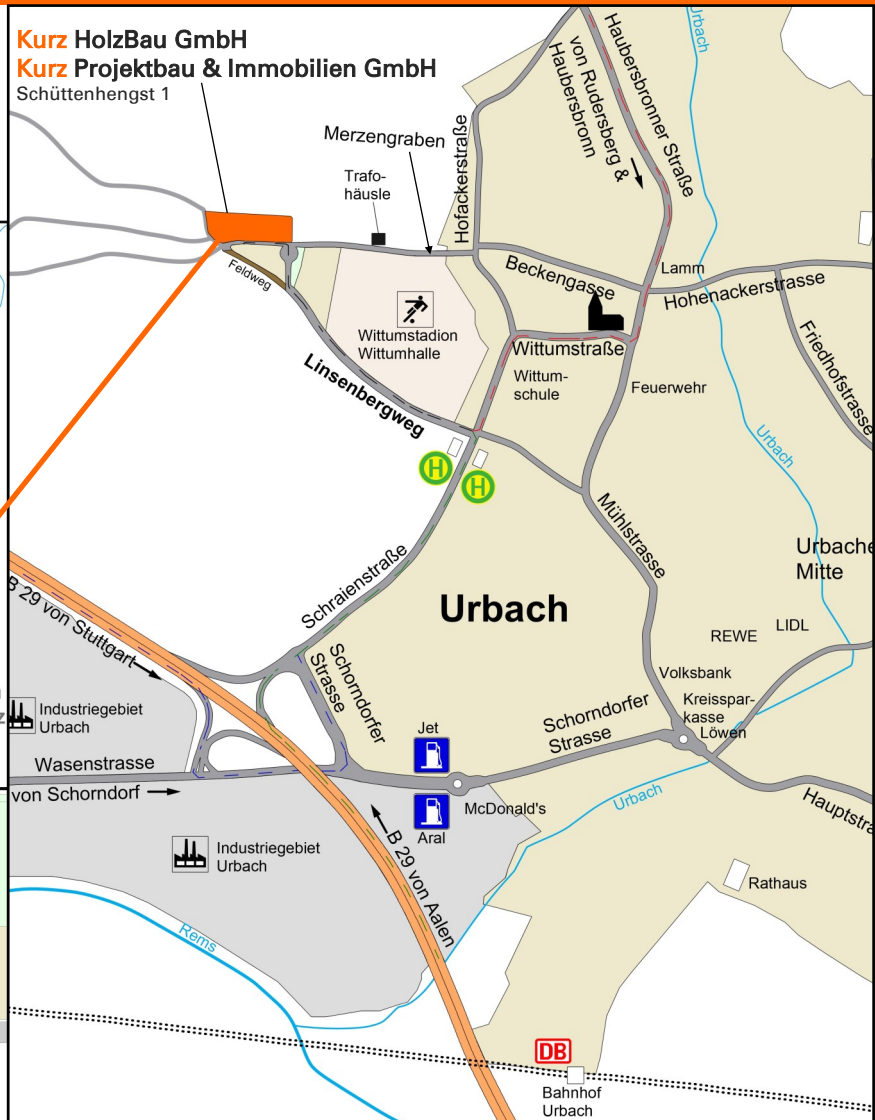 Kurz HolzBau GmbH
Kurz Projektbau & Immobilien GmbH
Schüttenhengst 1
Urbach
Haubersbronner Straße
von Rudersberg &
Haubersbronn
Merzengraben
Hofackerstraße
Trafo-
häusle
Feldweg
Beckengasse
Lamm
Hohenackerstrasse
Friedhofstrasse
Wittumstadion
Wittumhalle
Wittumstraße
Wittum-
schule
Feuerwehr
Linsenbergweg
H
H
Urbach
Mühlstrasse
Urbache
Mitte
Schraienstraße
Urbach
REWE
LIDL
B 29 von Stuttgart
Schorndorfer
Strasse
Volksbank
Kreisspar-
kasse
Löwen
Industriegebiet
Urbach
Schorndorfer
Strasse
Jet
Wasenstrasse
von Schorndorf
McDonald's
Urbach
Hauptstra
Aral
B 29 von Aalen
Industriegebiet
Urbach
Rathaus
Rems
DB
Bahnhof
Urbach